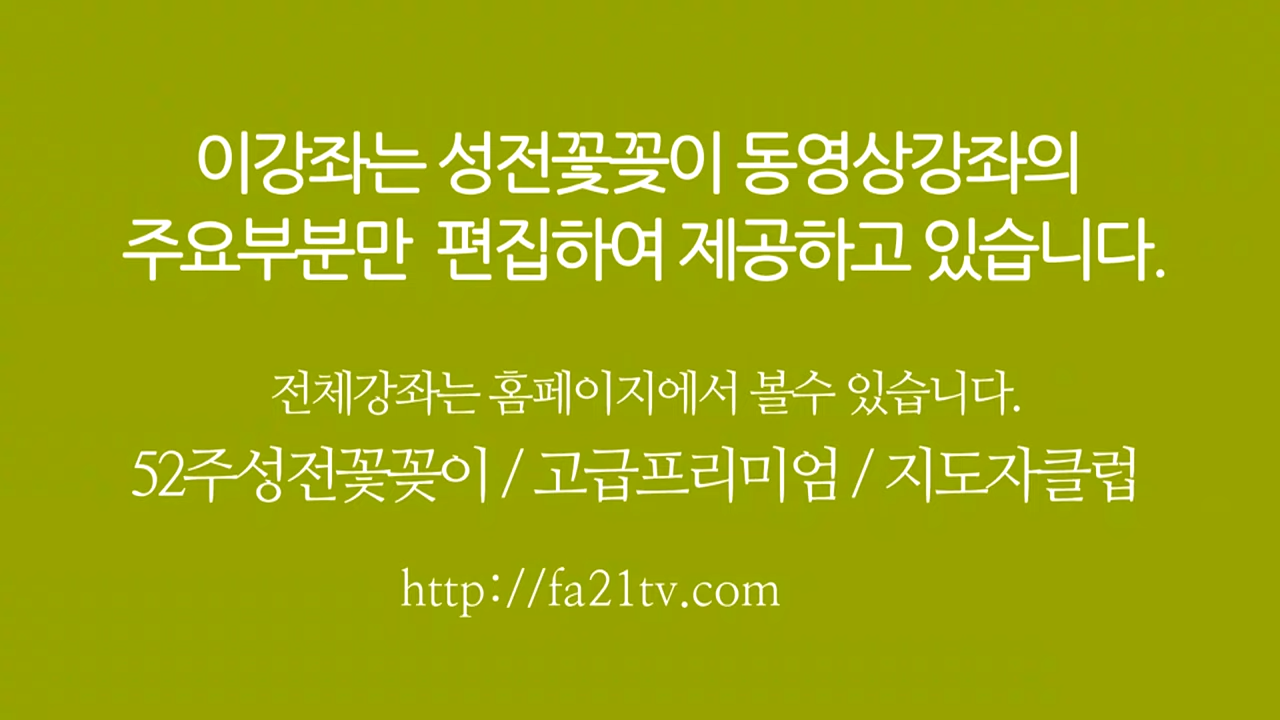 이강좌는 성전꽃꽂이 동영상강좌의
주요부분만 편집하여 제공하고 있습니다.
전체강좌는 홈페이지에서 볼수 있습니다.
52주성전꽃꽂이 / 고급프리미엄 / 지도자클럽
http://fa21tv.com